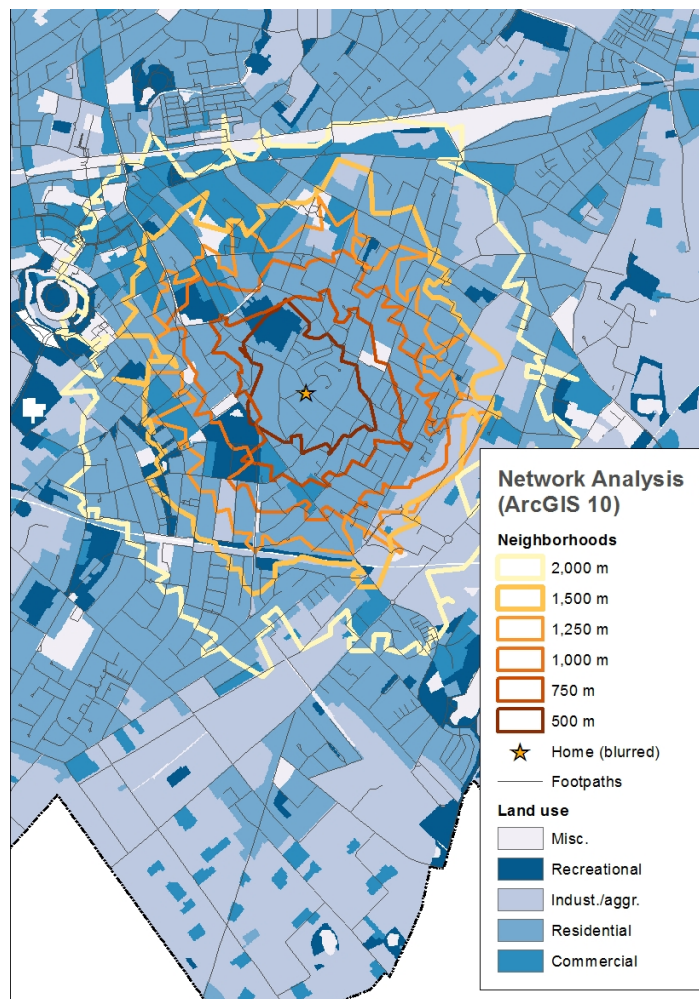 Network Analysis
(ArcGIS 10)
Neighborhoods
2,000 m
1,500 m
1,250 m
1,000 m
750 m
500 m
Home (blurred)
Footpaths
Land use
Misc.
Recreational
Indust./aggr.
Residential
Commercial